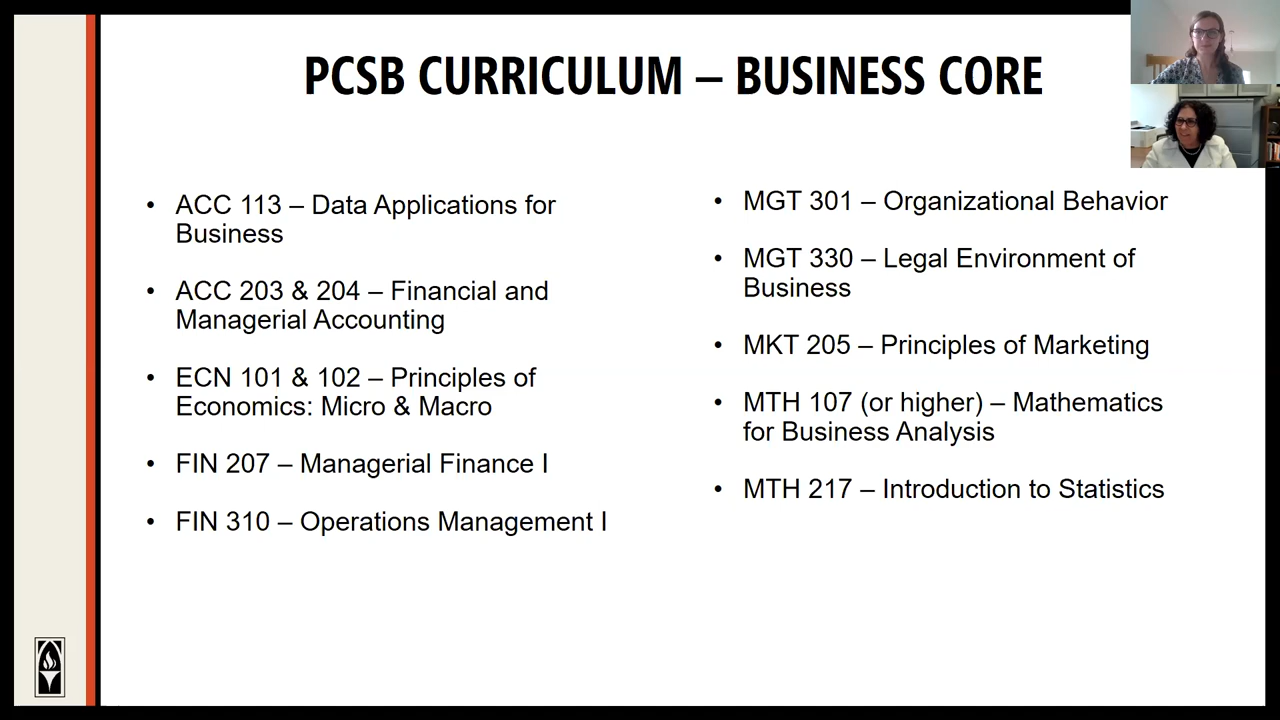 PCSB CURRICULUM – BUSINESS CORE
• ACC 113 – Data Applications for
Business
• ACC 203 & 204 – Financial and
Managerial Accounting
• ECN 101 & 102 – Principles of
Economics: Micro & Macro
• FIN 207 – Managerial Finance I
• FIN 310 – Operations Management I
• MGT 301 – Organizational Behavior
• MGT 330 – Legal Environment of
Business
• MKT 205 – Principles of Marketing
• MTH 107 (or higher) – Mathematics
for Business Analysis
• MTH 217 – Introduction to Statistics